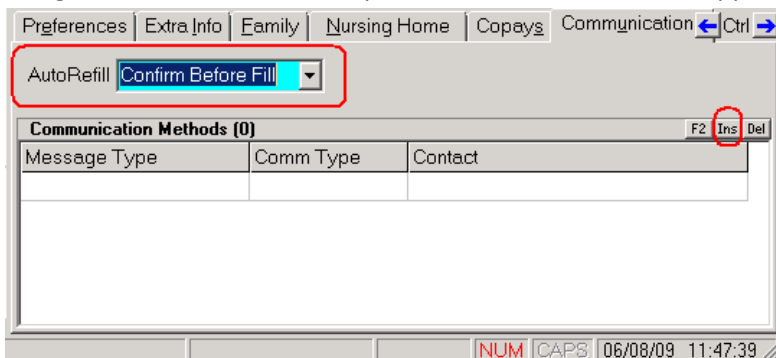 Preferences Extra Info Family Nursing Home Copays Communication Ctrl
AutoRefill Confirm Before Fill
Communication Methods (0) F2 Ins Del
Message Type Comm Type Contact
NUM CAPS 06/08/09 11:47:39